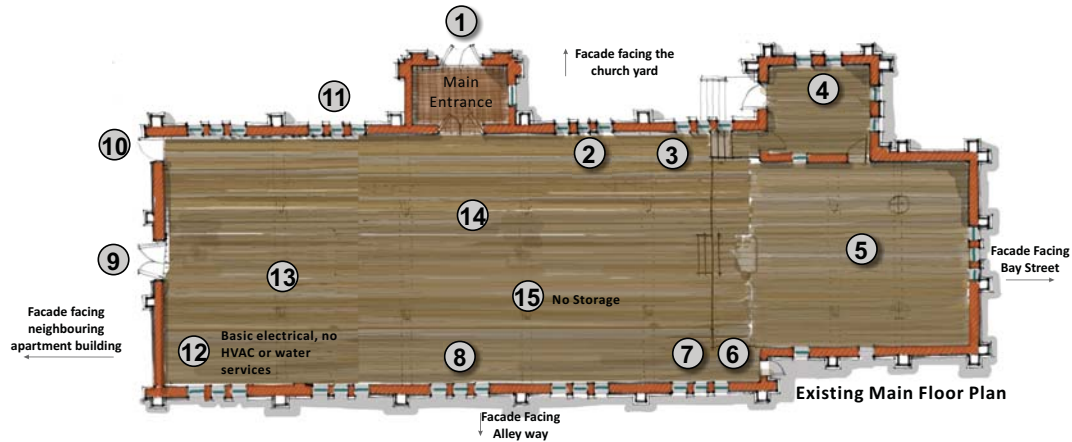 1
Facade facing the
church yard
Main
Entrance
4
11
10
2
3
14
5
Facade Facing
Bay Street
9
13
15 No Storage
Facade facing
neighbouring
apartment building
12
Basic electrical, no
HVAC or water
services
8
7
6
Existing Main Floor Plan
Facade Facing
Alley way